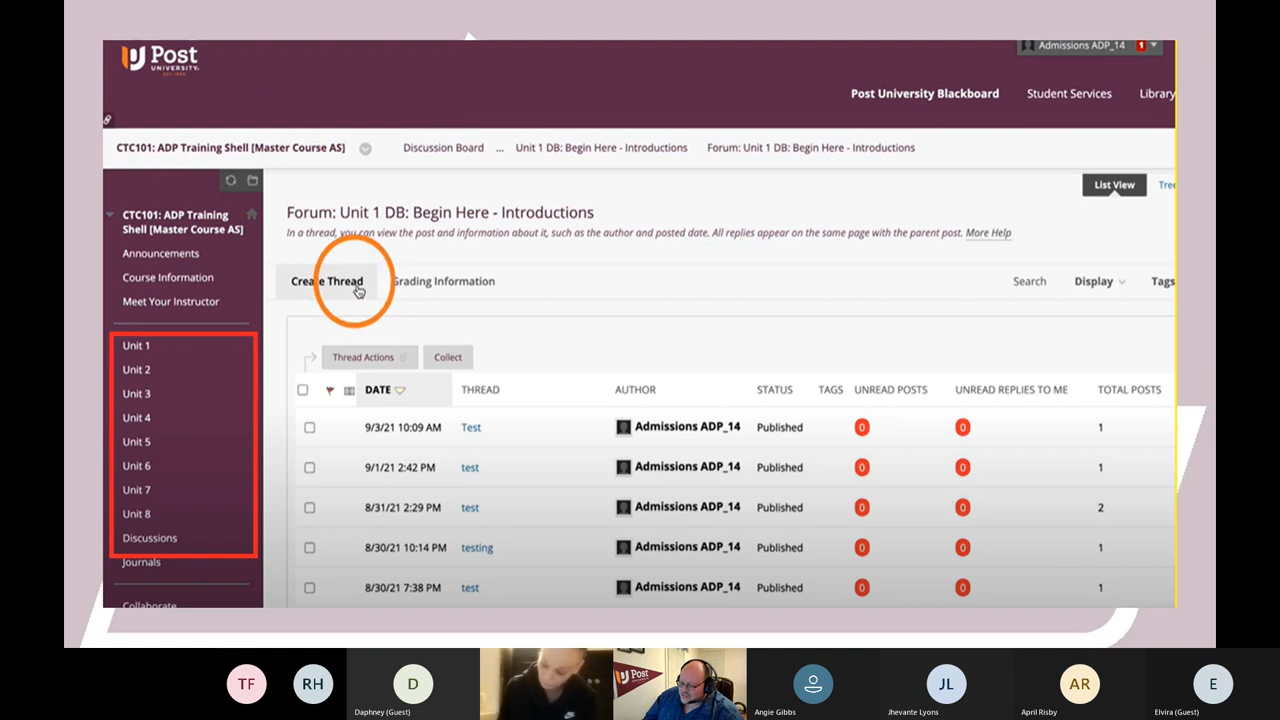 Post
UNIVERSITY
Admissions ADP_14 1
Post University Blackboard Student Services Library
CTC101: ADP Training Shell [Master Course AS] Discussion Board ... Unit 1 DB: Begin Here - Introductions Forum: Unit 1 DB: Begin Here - Introductions
List View Tree
CTC101: ADP Training
Shell [Master Course AS]
Announcements
Course Information
Meet Your Instructor
Unit 1
Unit 2
Unit 3
Unit 4
Unit 5
Unit 6
Unit 7
Unit 8
Discussions
Journals
Collaborate
Forum: Unit 1 DB: Begin Here - Introductions
In a thread, you can view the post and information about it, such as the author and posted date. All replies appear on the same page with the parent post. More Help
Create Thread Grading Information Search Display Tags
Thread Actions Collect
DATE THREAD AUTHOR STATUS TAGS UNREAD POSTS UNREAD REPLIES TO ME TOTAL POSTS
9/3/21 10:09 AM Test Admissions ADP_14 Published 0 0 1
9/1/21 2:42 PM test Admissions ADP_14 Published 0 0 1
8/31/21 2:29 PM test Admissions ADP_14 Published 0 0 2
8/30/21 10:14 PM testing Admissions ADP_14 Published 0 0 1
8/30/21 7:38 PM test Admissions ADP_14 Published 0 0 1
TF RH D Post JL AR E
Daphney (Guest) Angie Gibbs Jhevante Lyons April Risby Elvira (Guest)